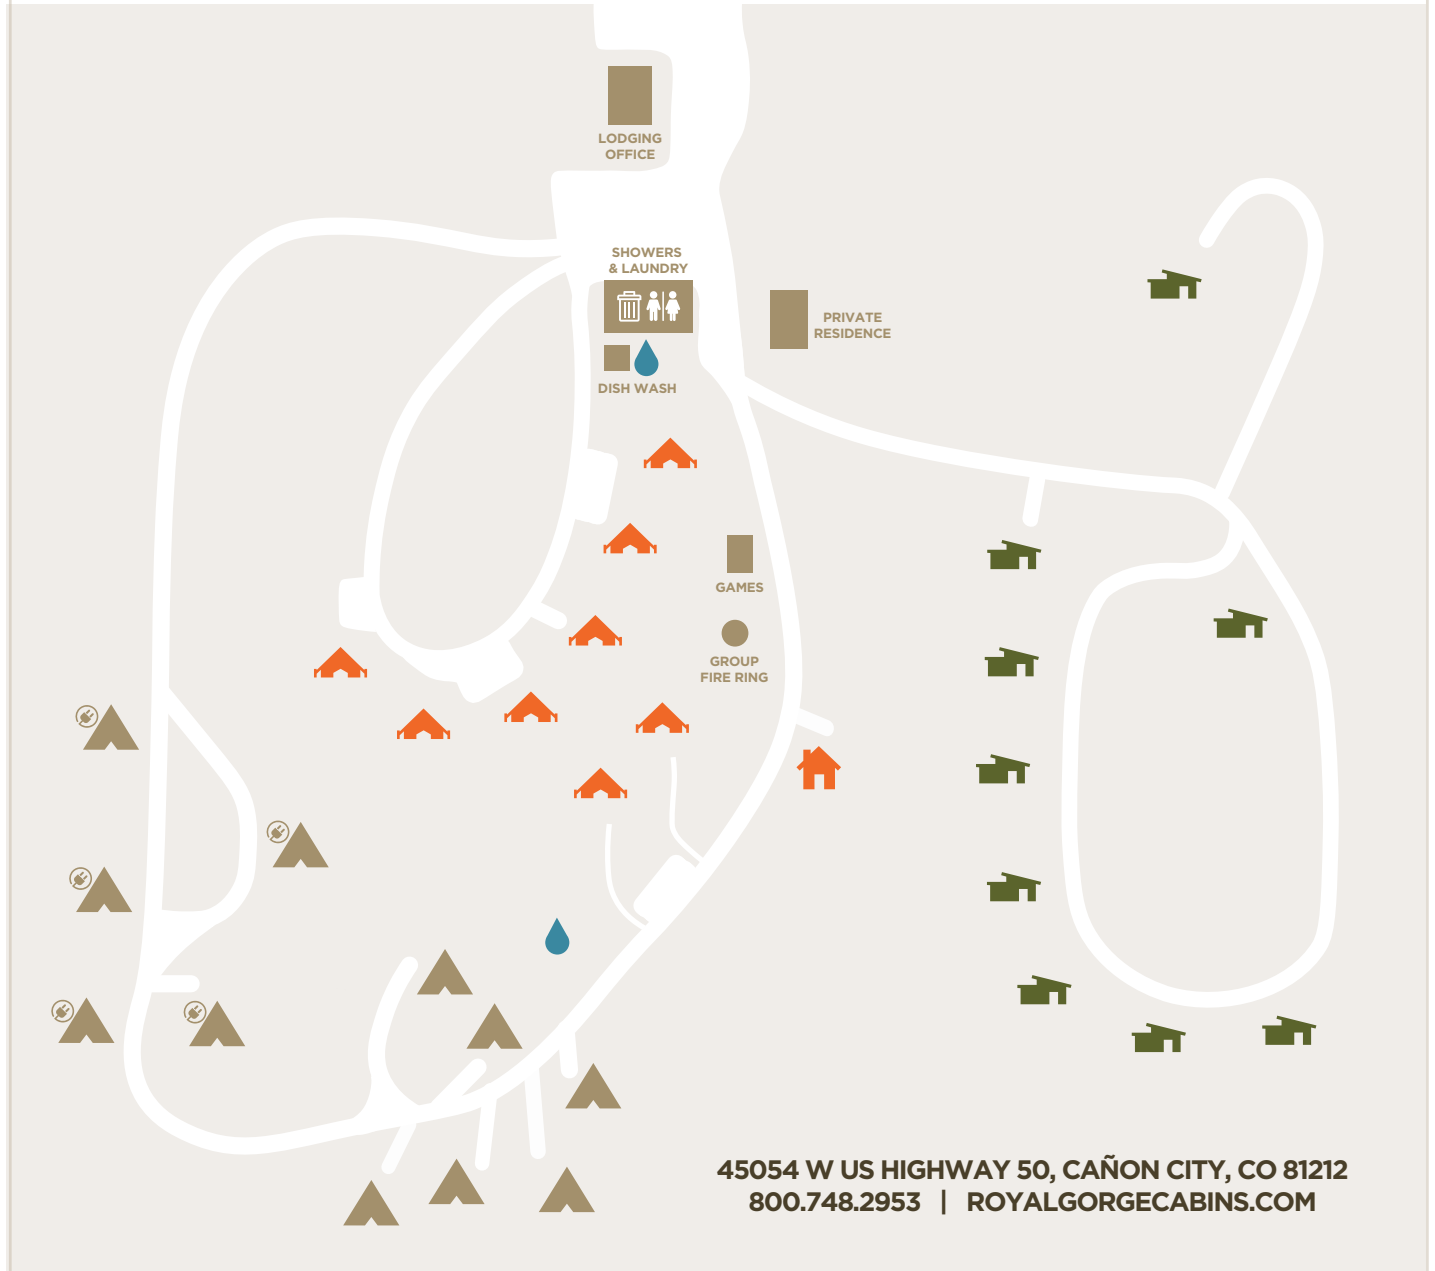 LODGING
OFFICE
SHOWERS
& LAUNDRY
PRIVATE
RESIDENCE
DISH WASH
GAMES
GROUP
FIRE RING
45054 W US HIGHWAY 50, CAÑON CITY, CO 81212
800.748.2953 | ROYALGORGECABINS.COM